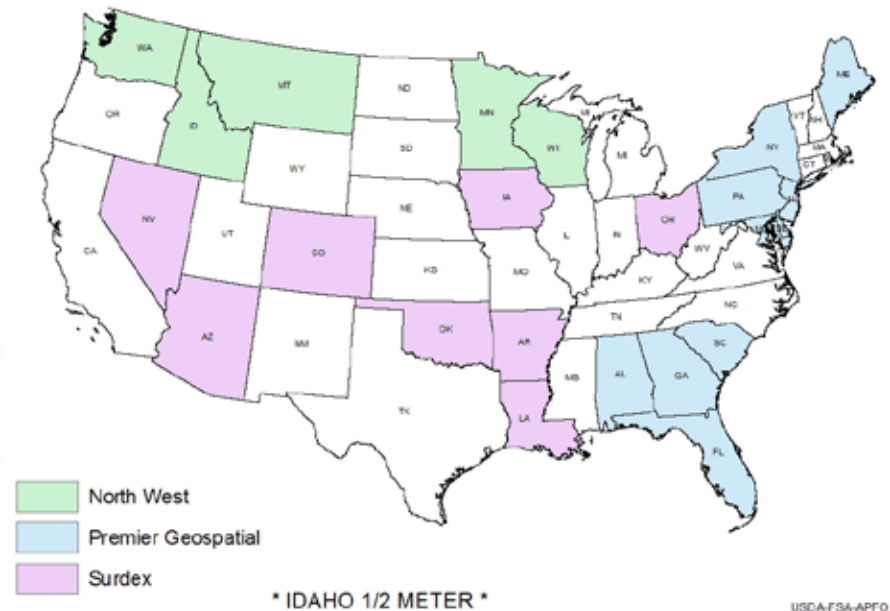 WA
MT
ND
MN
ME
OR
ID
SD
WI
MI
VT
NH
NY
MA
CT
WY
NV
UT
NE
IA
PA
CA
CO
IL
IN
OH
WV
VA
KS
MO
KY
AZ
NM
OK
AR
TN
NC
SC
TX
LA
MS
AL
GA
FL
North West
Premier Geospatial
Surdex
* IDAHO 1/2 METER *
USDA-FSA-APFO